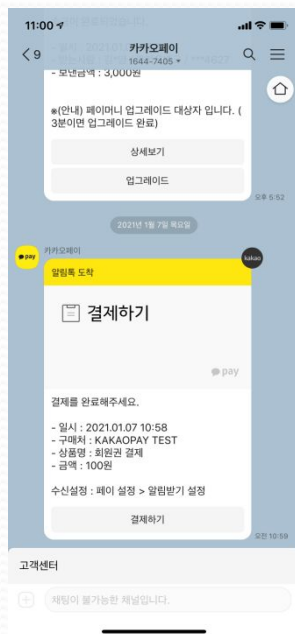 11:00
< 9
카카오페이
1644-7405
- 보낸금액 : 3,000원
※(안내) 페이머니 업그레이드 대상자 입니다. (
3분이면 업그레이드 완료)
상세보기
업그레이드
오후 5:52
2021년 1월 7일 목요일
pay
카카오페이
kakao
알림톡 도착
결제하기
pay
결제를 완료해주세요.
- 일시 : 2021.01.07 10:58
- 구매처 : KAKAOPAY TEST
- 상품명 : 회원권 결제
- 금액 : 100원
수신설정 : 페이 설정 > 알림받기 설정
결제하기
오전 10:59
고객센터
채팅이 불가능한 채널입니다.